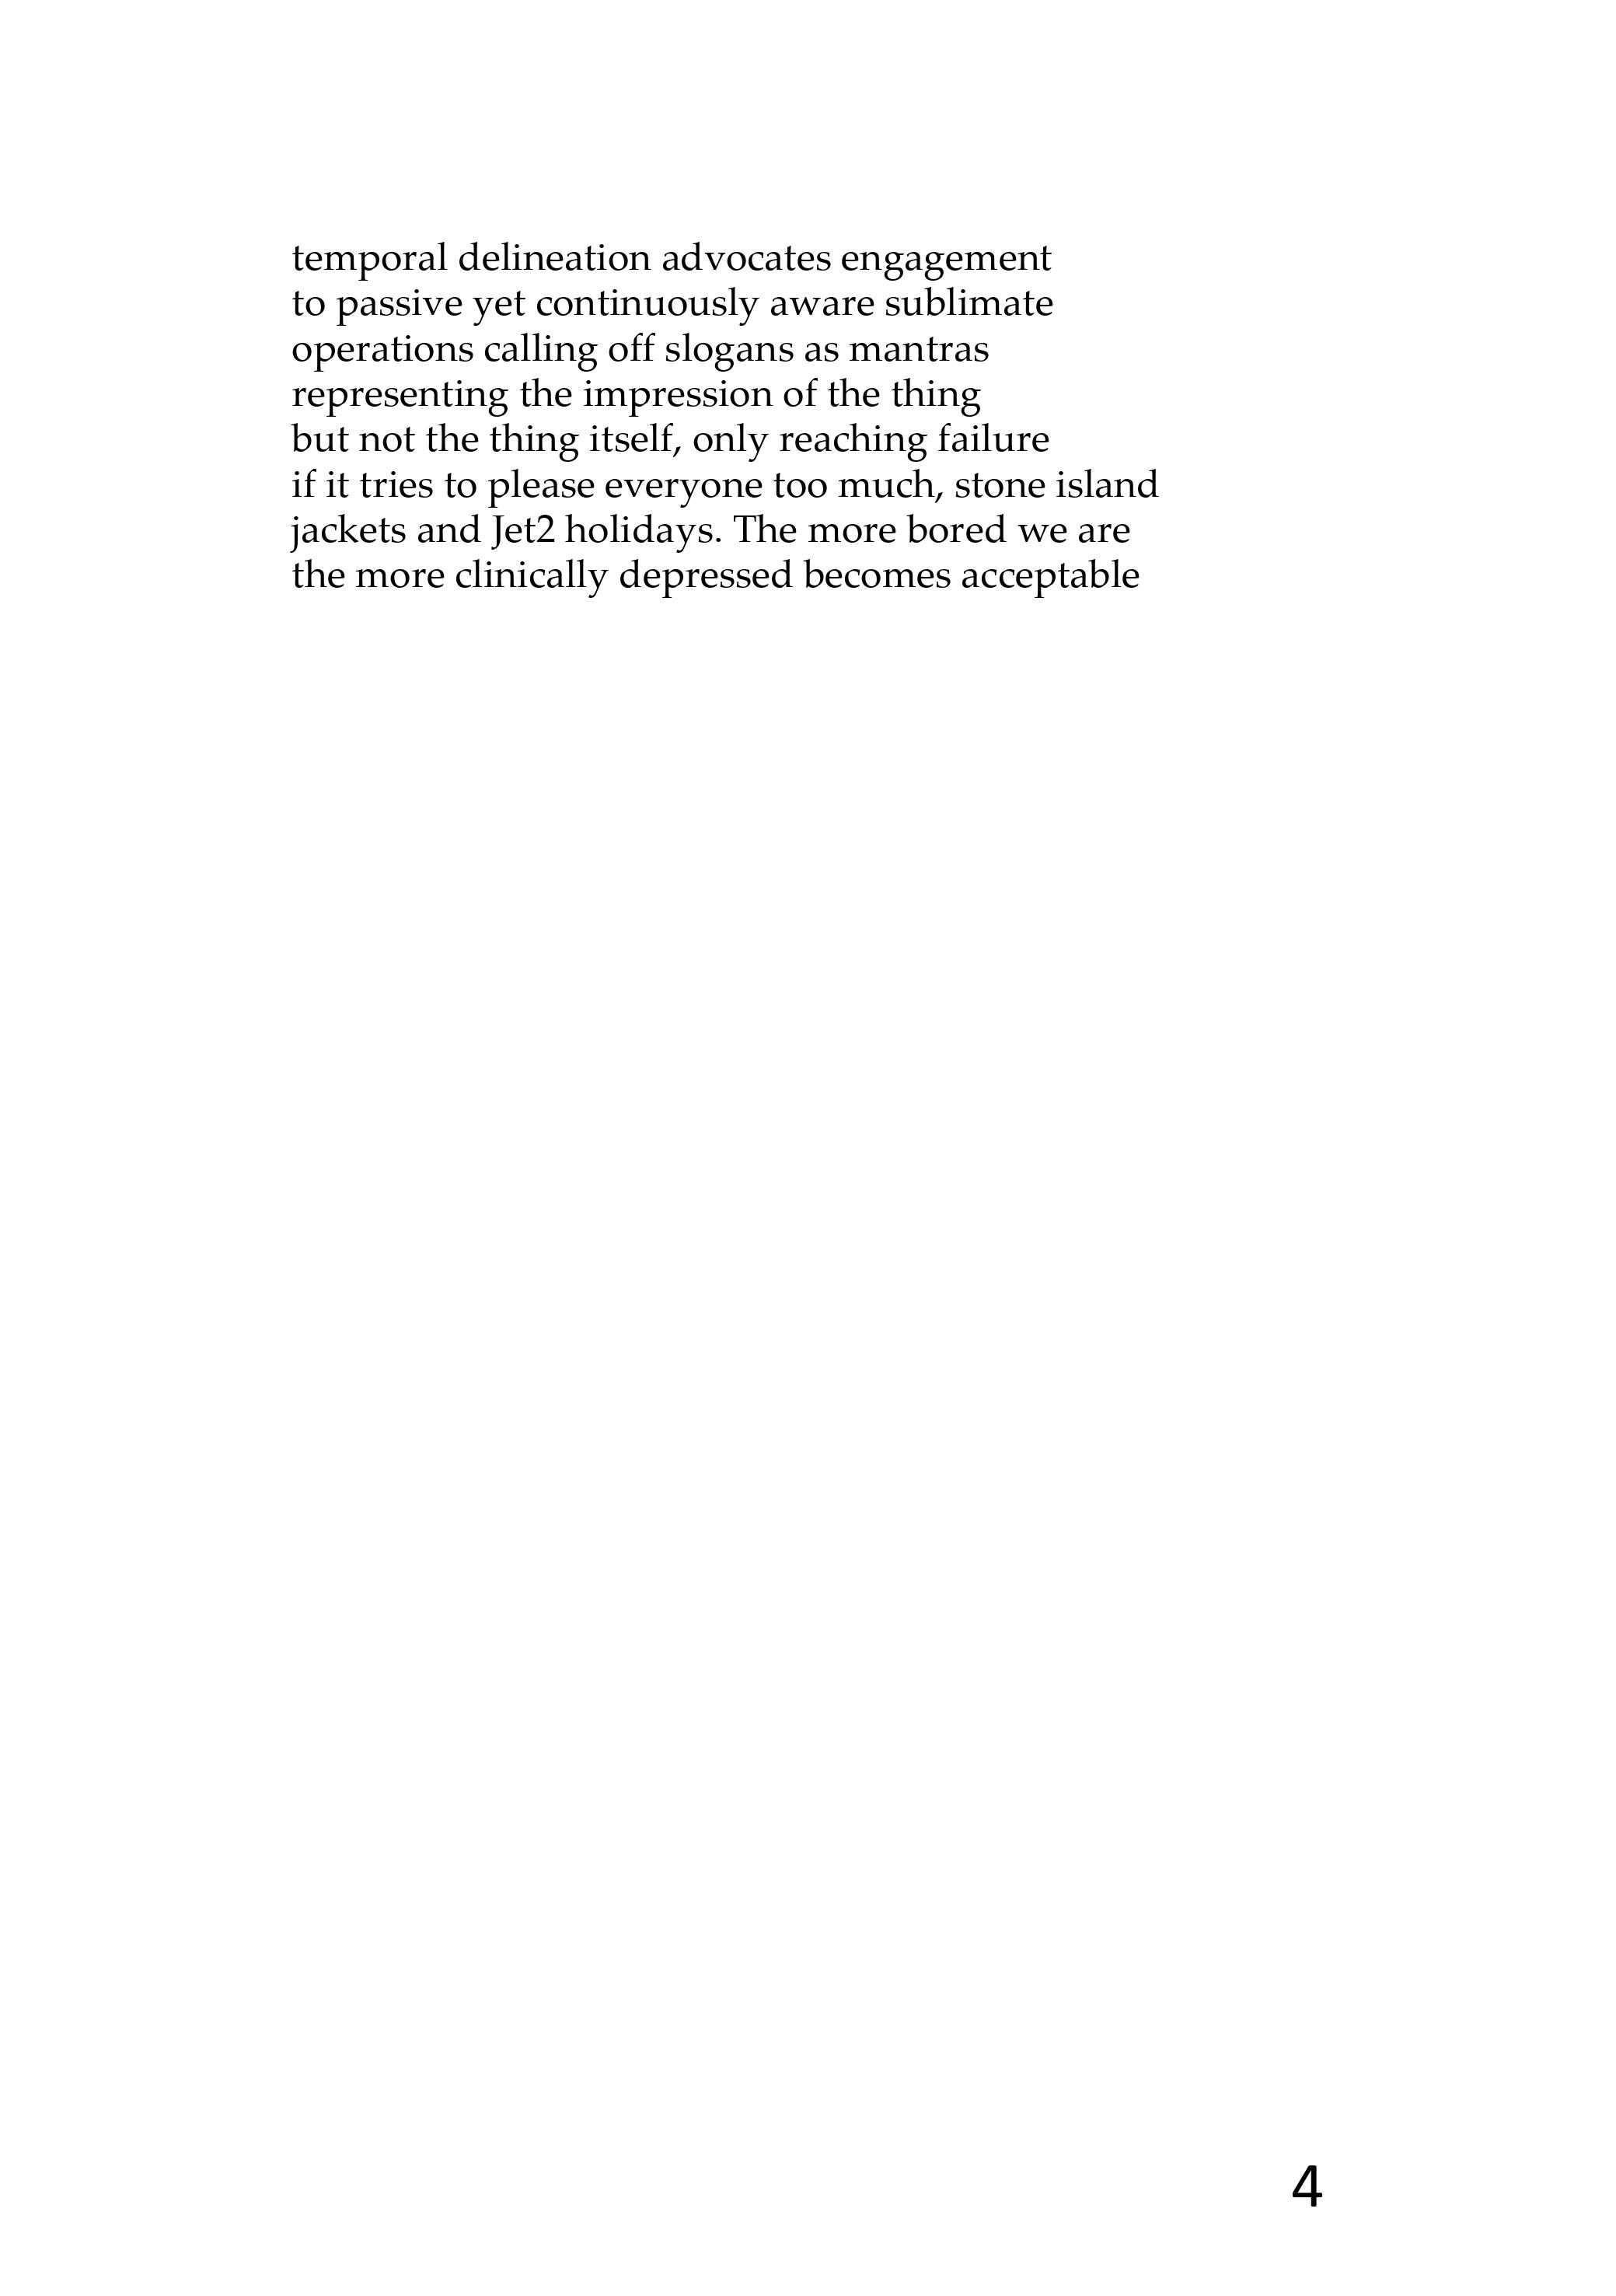 temporal delineation advocates engagement
to passive yet continuously aware sublimate
operations calling off slogans as mantras
representing the impression of the thing
but not the thing itself, only reaching failure
if it tries to please everyone too much, stone island
jackets and Jet2 holidays. The more bored we are
the more clinically depressed becomes acceptable
4